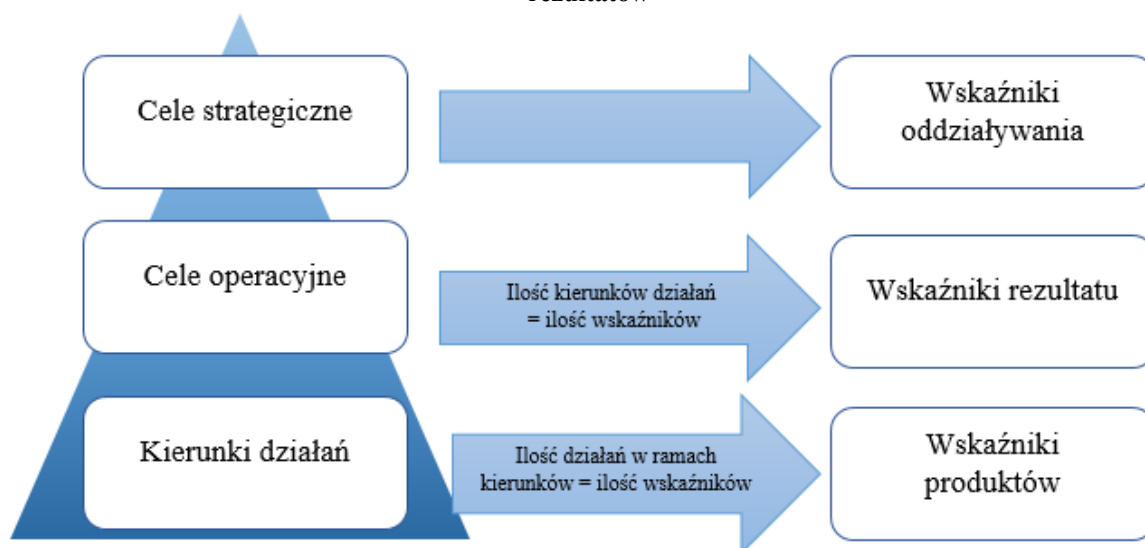 rezultatów
Cele strategiczne
Wskaźniki
oddziaływania
Cele operacyjne
Ilość kierunków działań
= ilość wskaźników
Wskaźniki rezultatu
Kierunki działań
Ilość działań w ramach
kierunków = ilość wskaźników
Wskaźniki
produktów